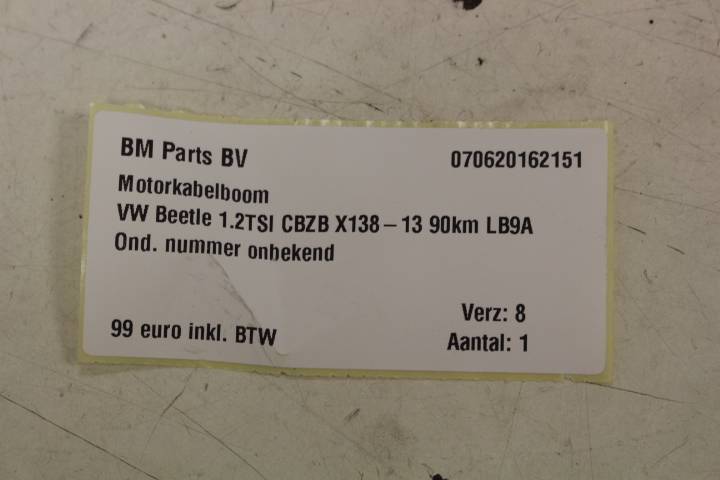 BM Parts BV 070620162151
Motorkabelboom
VW Beetle 1.2TSI CBZB X138 – 13 90km LB9A
Ond. nummer onbekend
Verz: 8
99 euro inkl. BTW Aantal: 1